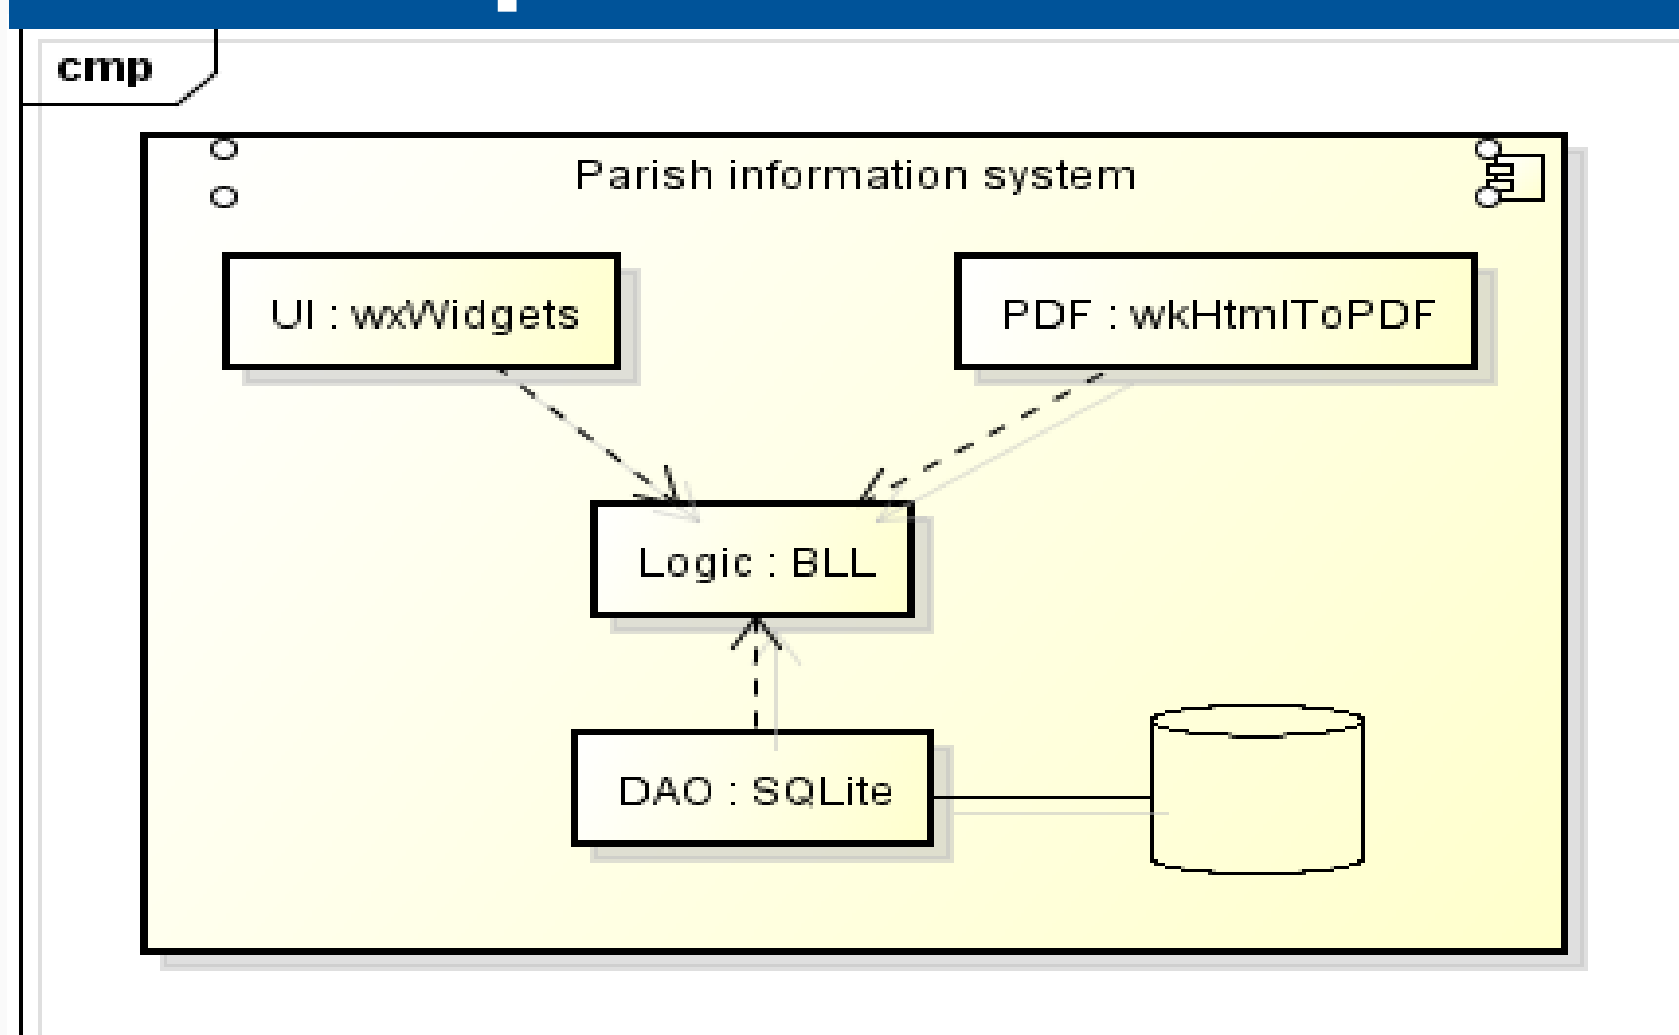 cmp
Parish information system
UI : wxWidgets
PDF : wkHtmlToPDF
Logic : BLL
DAO : SQLite